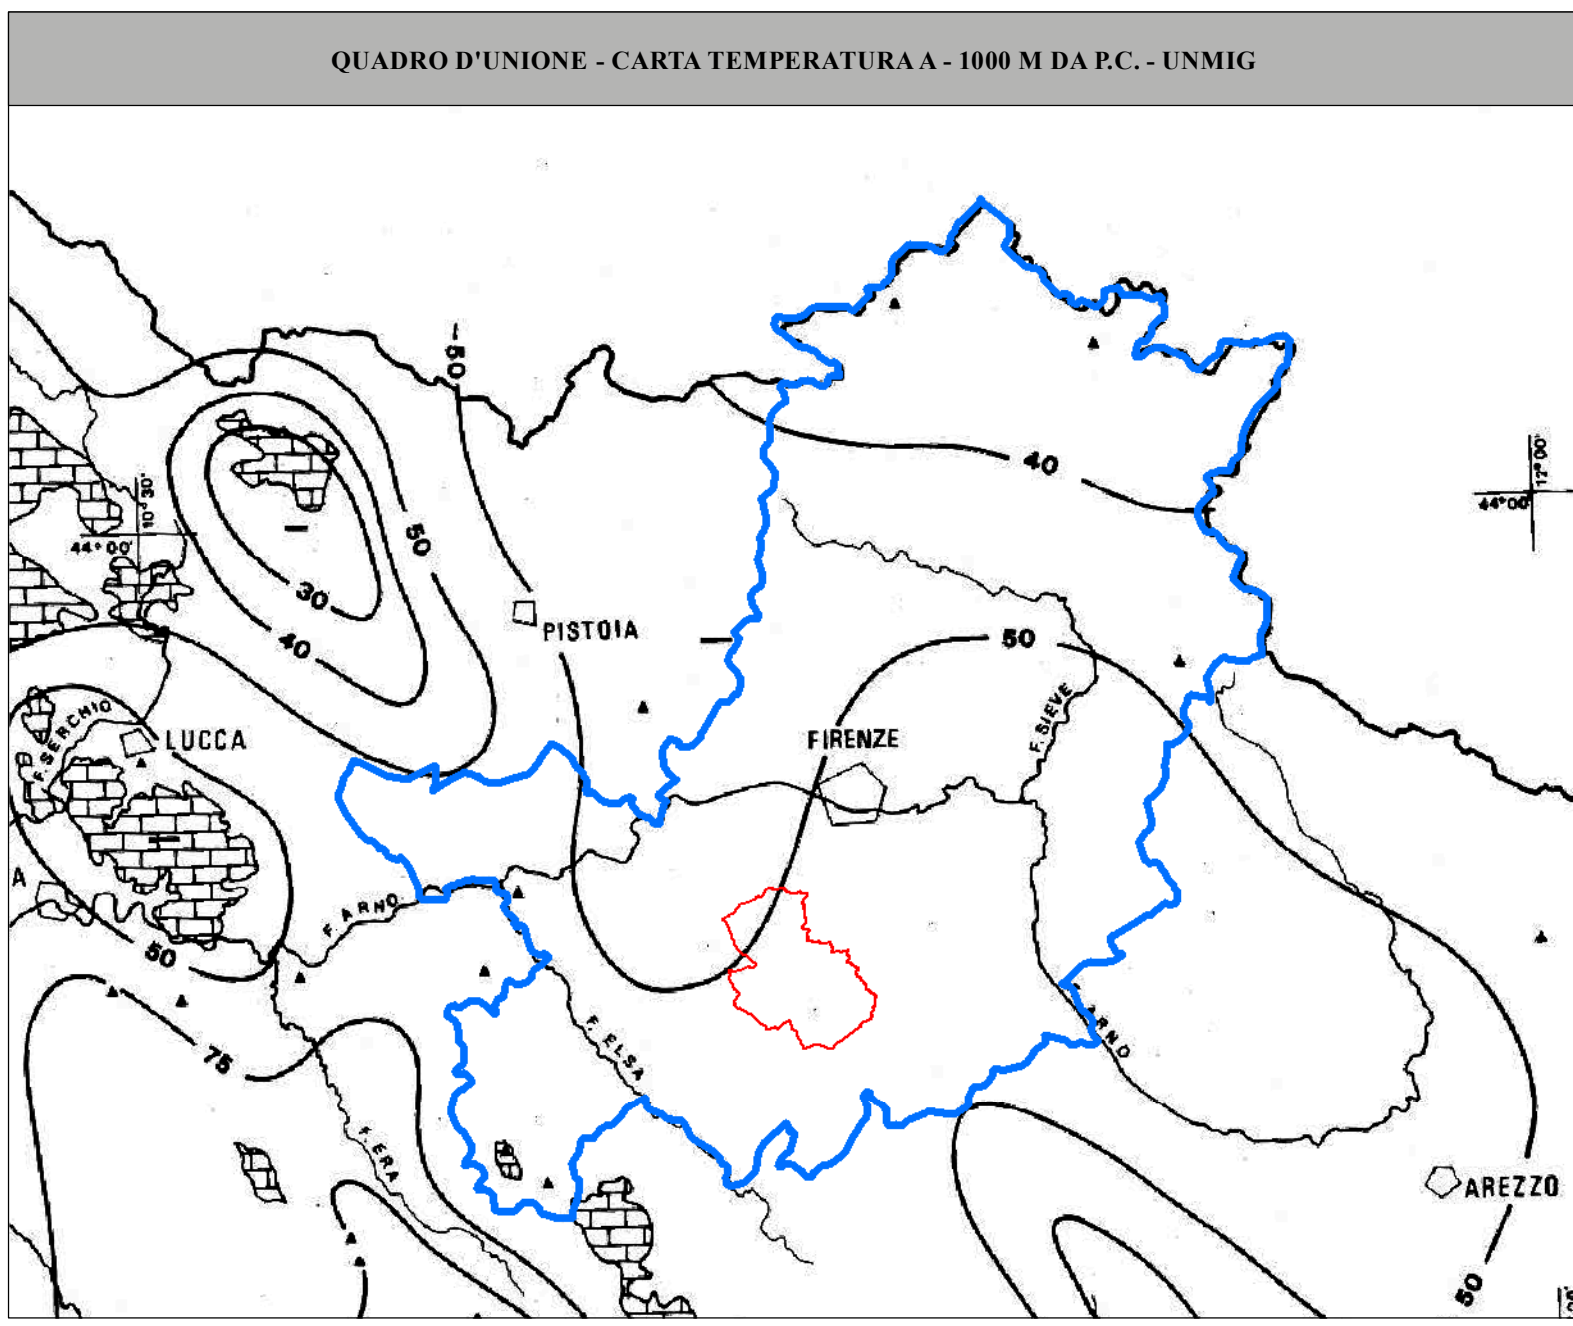 QUADRO D'UNIONE - CARTA TEMPERATURA A - 1000 M DA P.C. - UNMIG
-50
40
12°00'
44°00'
10°30'
44°00'
50
30
40
PISTOIA
50
F. SERCHIO
LUCCA
FIRENZE
F. SIEVE
A
F. ARNO
50
F. ELSA
ARNO
75
F. ERA
AREZZO
50